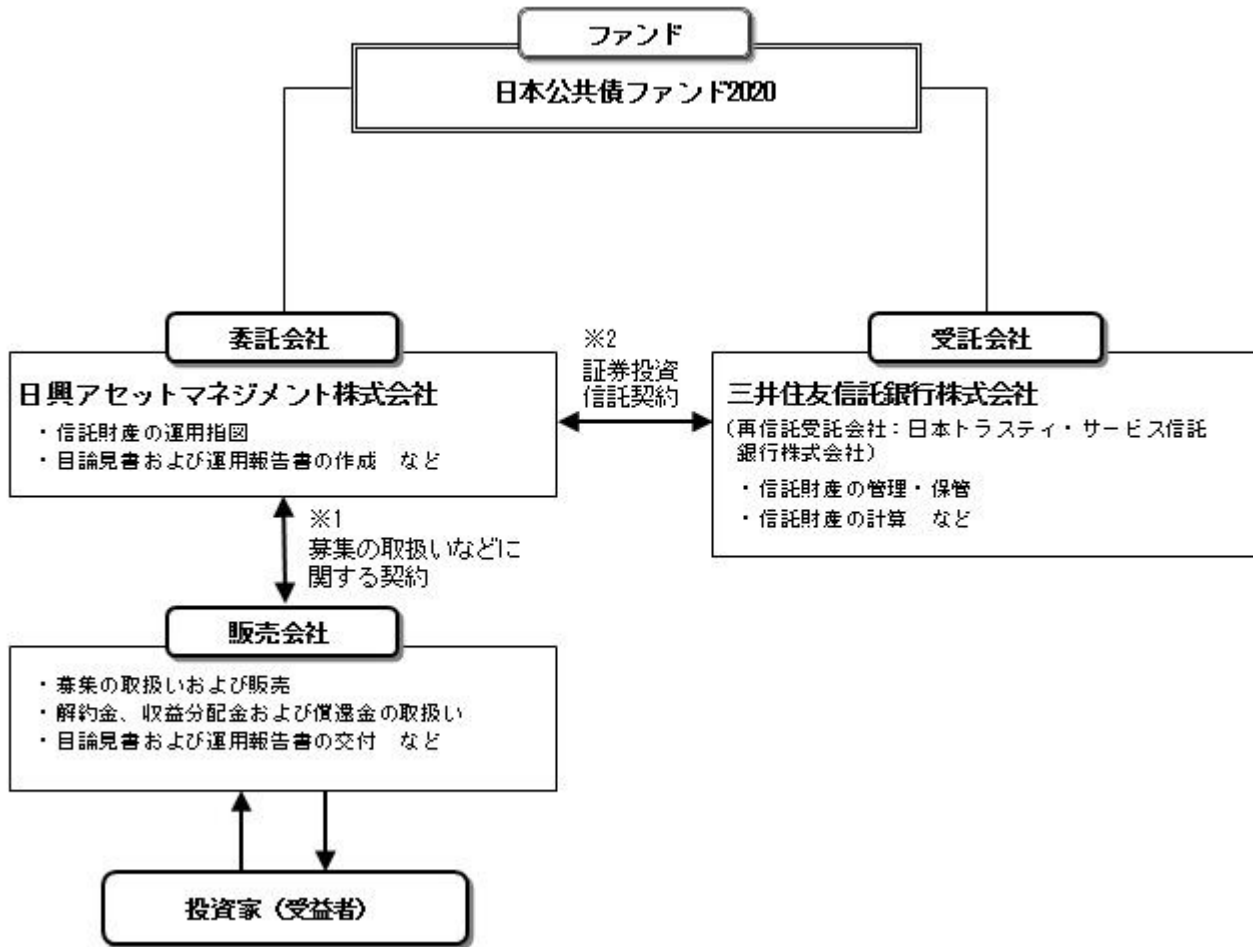 ファンド
日本公共債ファンド2020
委託会社
日興アセットマネジメント株式会社
・信託財産の運用指図
・目論見書および運用報告書の作成 など
※2
証券投資
信託契約
受託会社
三井住友信託銀行株式会社
（再信託受託会社：日本トラスティ・サービス信託
銀行株式会社）
・信託財産の管理・保管
・信託財産の計算 など
※1
募集の取扱いなどに
関する契約
販売会社
・募集の取扱いおよび販売
・解約金、収益分配金および償還金の取扱い
・目論見書および運用報告書の交付 など
投資家（受益者）